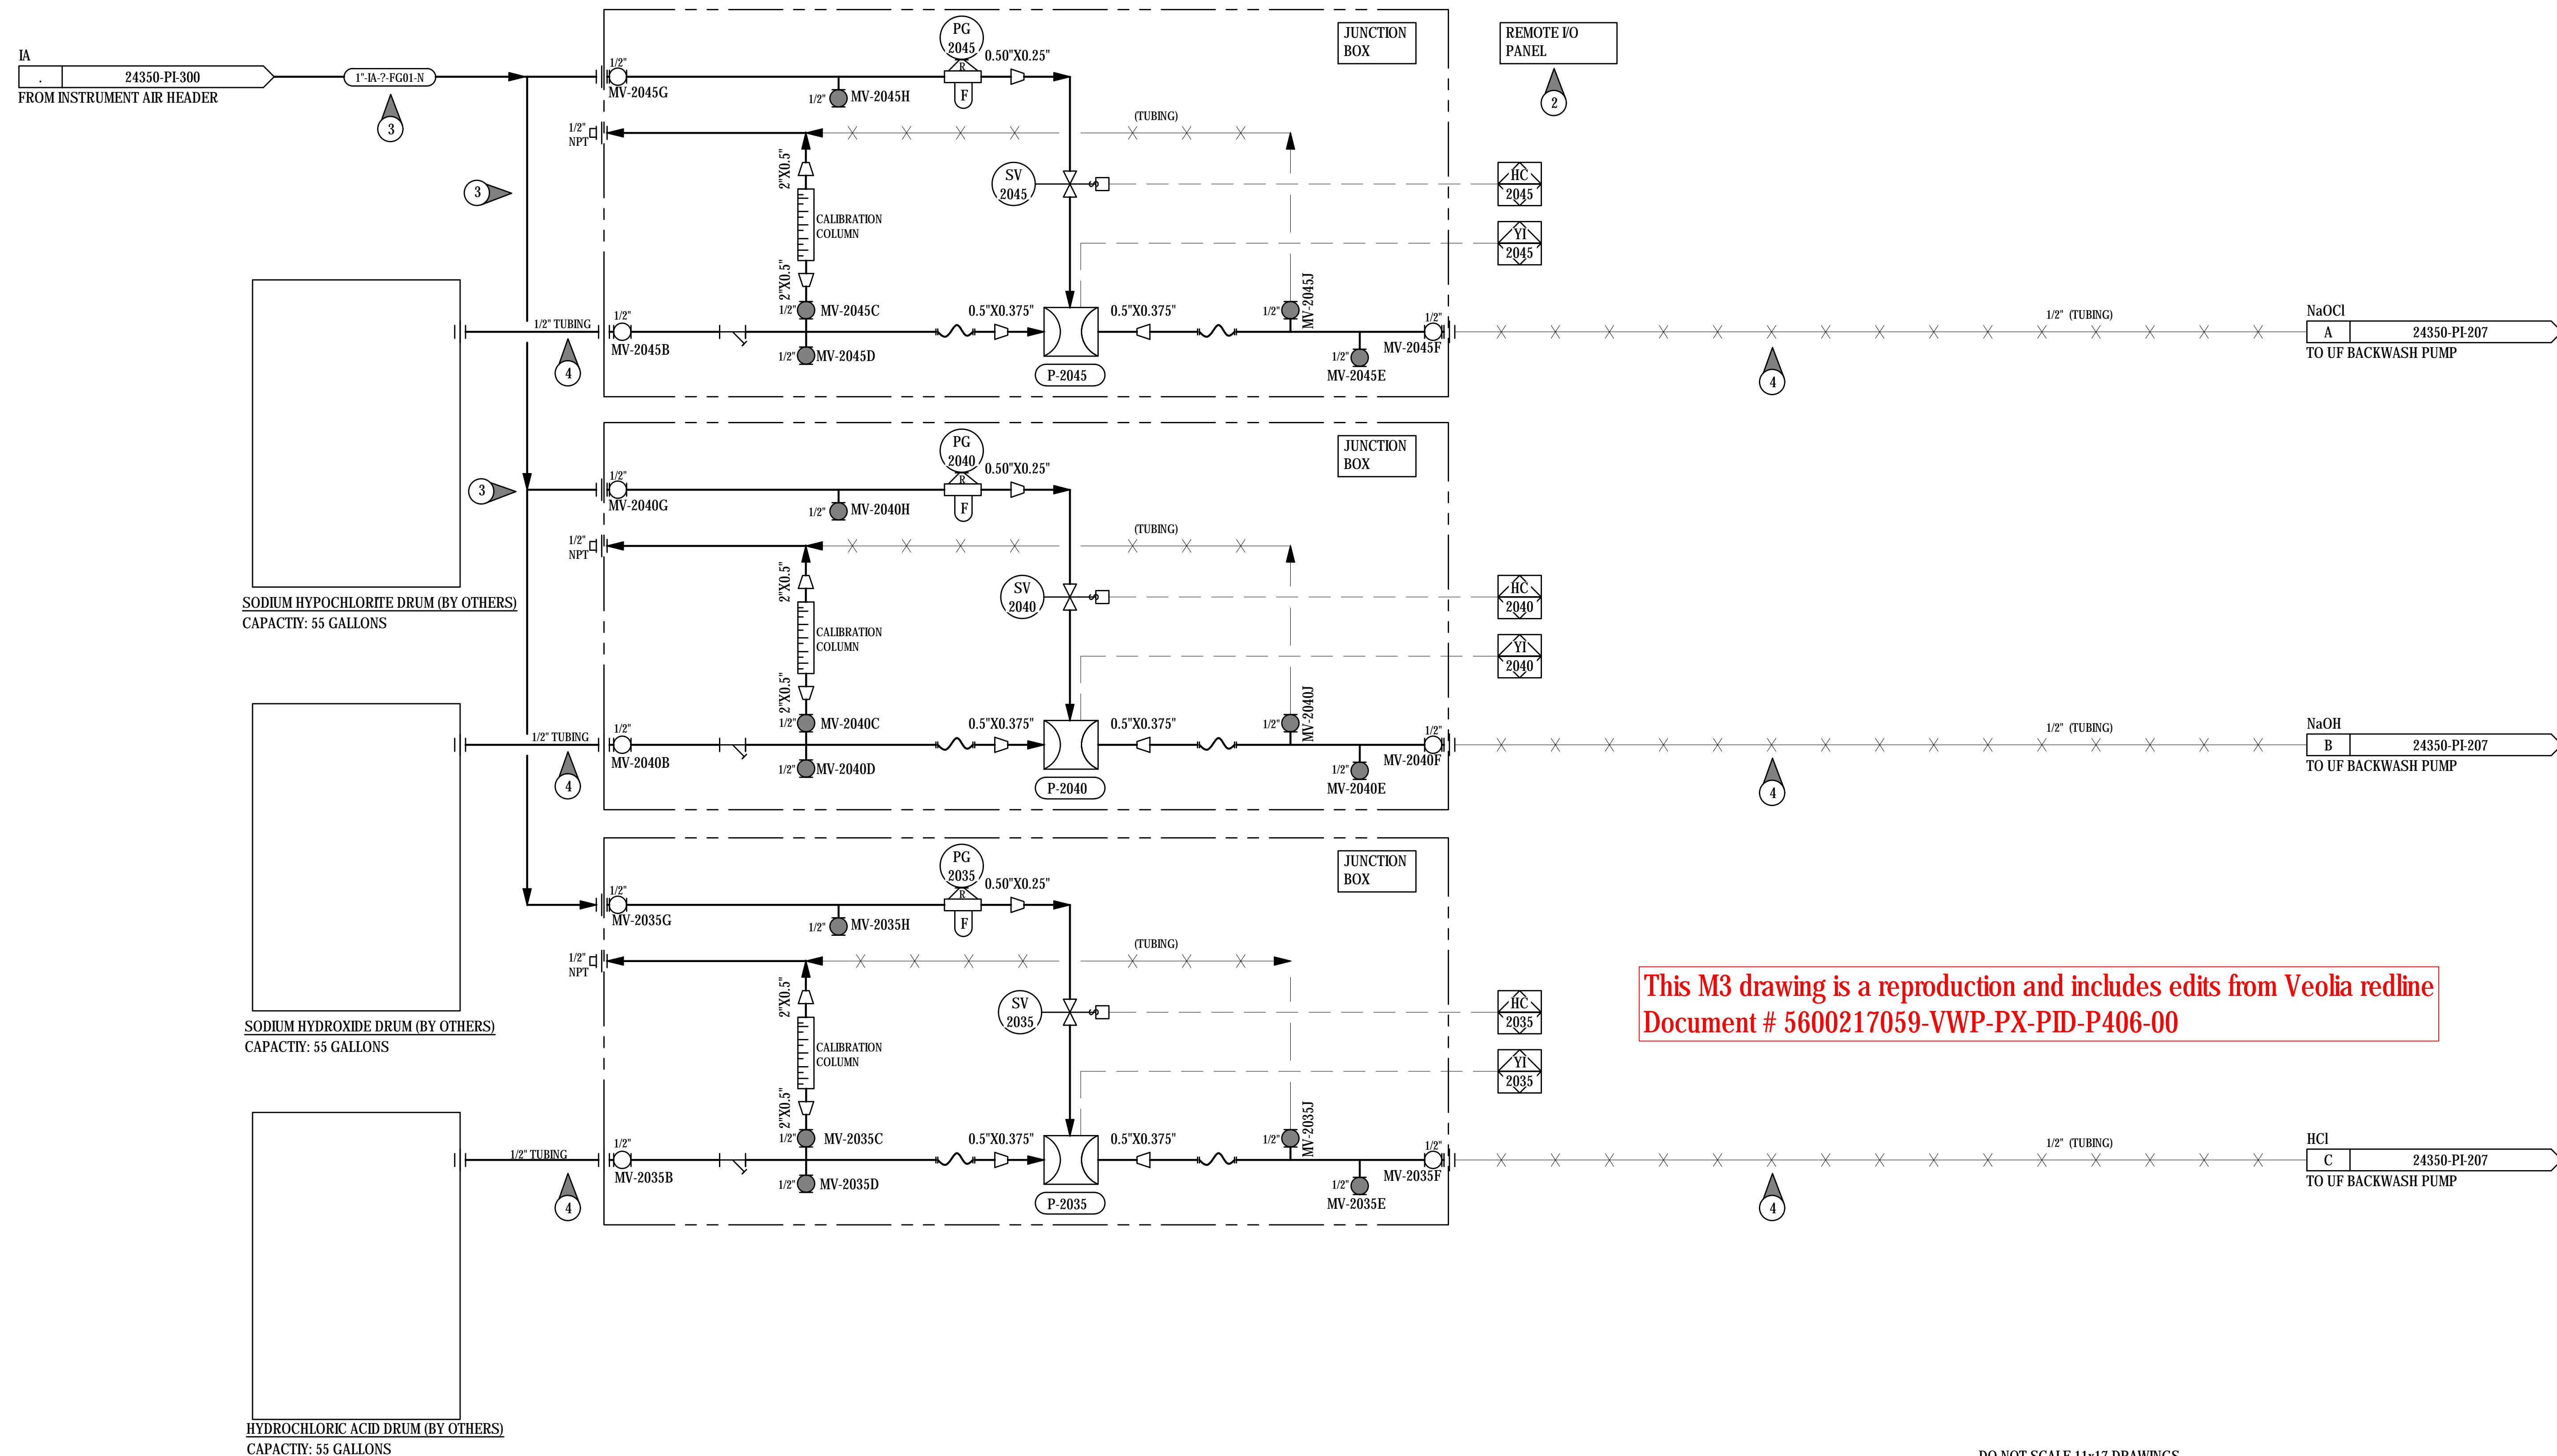 IA
.
24350-PI-300
FROM INSTRUMENT AIR HEADER
1"-IA-?-FG01-N
3
3
1/2"
MV-2045G
1/2"
MV-2045H
PG
2045
R
F
0.50"X0.25"
JUNCTION
BOX
REMOTE I/O
PANEL
2
1/2"
NPT
(TUBING)
2"X0.5"
CALIBRATION
COLUMN
2"X0.5"
SV
2045
S
HC
2045
YI
2045
1/2" TUBING
4
1/2"
MV-2045B
1/2"
MV-2045C
1/2"
MV-2045D
0.5"X0.375"
0.5"X0.375"
P-2045
1/2"
MV-2045J
1/2"
MV-2045E
1/2"
MV-2045F
4
1/2" (TUBING)
NaOCl
A
24350-PI-207
TO UF BACKWASH PUMP
SODIUM HYPOCHLORITE DRUM (BY OTHERS)
CAPACTIY: 55 GALLONS
3
1/2"
MV-2040G
1/2"
MV-2040H
PG
2040
R
F
0.50"X0.25"
JUNCTION
BOX
1/2"
NPT
(TUBING)
2"X0.5"
CALIBRATION
COLUMN
2"X0.5"
SV
2040
S
HC
2040
YI
2040
1/2" TUBING
4
1/2"
MV-2040B
1/2"
MV-2040C
1/2"
MV-2040D
0.5"X0.375"
0.5"X0.375"
P-2040
1/2"
MV-2040J
1/2"
MV-2040E
1/2"
MV-2040F
4
1/2" (TUBING)
NaOH
B
24350-PI-207
TO UF BACKWASH PUMP
SODIUM HYDROXIDE DRUM (BY OTHERS)
CAPACTIY: 55 GALLONS
1/2"
MV-2035G
1/2"
MV-2035H
PG
2035
R
F
0.50"X0.25"
JUNCTION
BOX
1/2"
NPT
(TUBING)
2"X0.5"
CALIBRATION
COLUMN
2"X0.5"
SV
2035
S
HC
2035
YI
2035
This M3 drawing is a reproduction and includes edits from Veolia redline
Document # 5600217059-VWP-PX-PID-P406-00
1/2" TUBING
4
1/2"
MV-2035B
1/2"
MV-2035C
1/2"
MV-2035D
0.5"X0.375"
0.5"X0.375"
P-2035
1/2"
MV-2035J
1/2"
MV-2035E
1/2"
MV-2035F
4
1/2" (TUBING)
HCl
C
24350-PI-207
TO UF BACKWASH PUMP
HYDROCHLORIC ACID DRUM (BY OTHERS)
CAPACTIY: 55 GALLONS
DO NOT SCALE 11x17 DRAWINGS